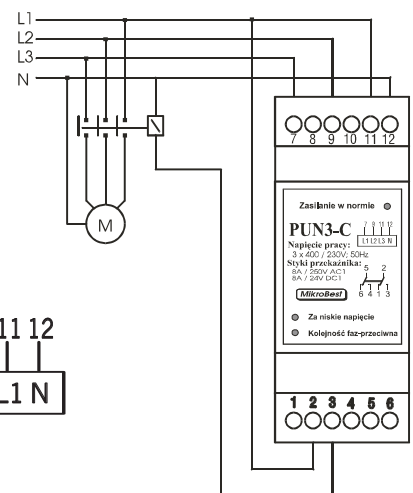 L1
L2
L3
N
7 8 9 10 11 12
M
Zasilanie w normie
PUN3-C
7 9 11 12
L1 L2 L3 N
Napięcie pracy:
3 x 400 / 230V; 50Hz
Styki przekaźnika:
8A / 250V AC1
8A / 24V DC1
5 2
6 4 1 3
MikroBest
Za niskie napięcie
Kolejność faz-przeciwna
11 12
L1 N
1 2 3 4 5 6